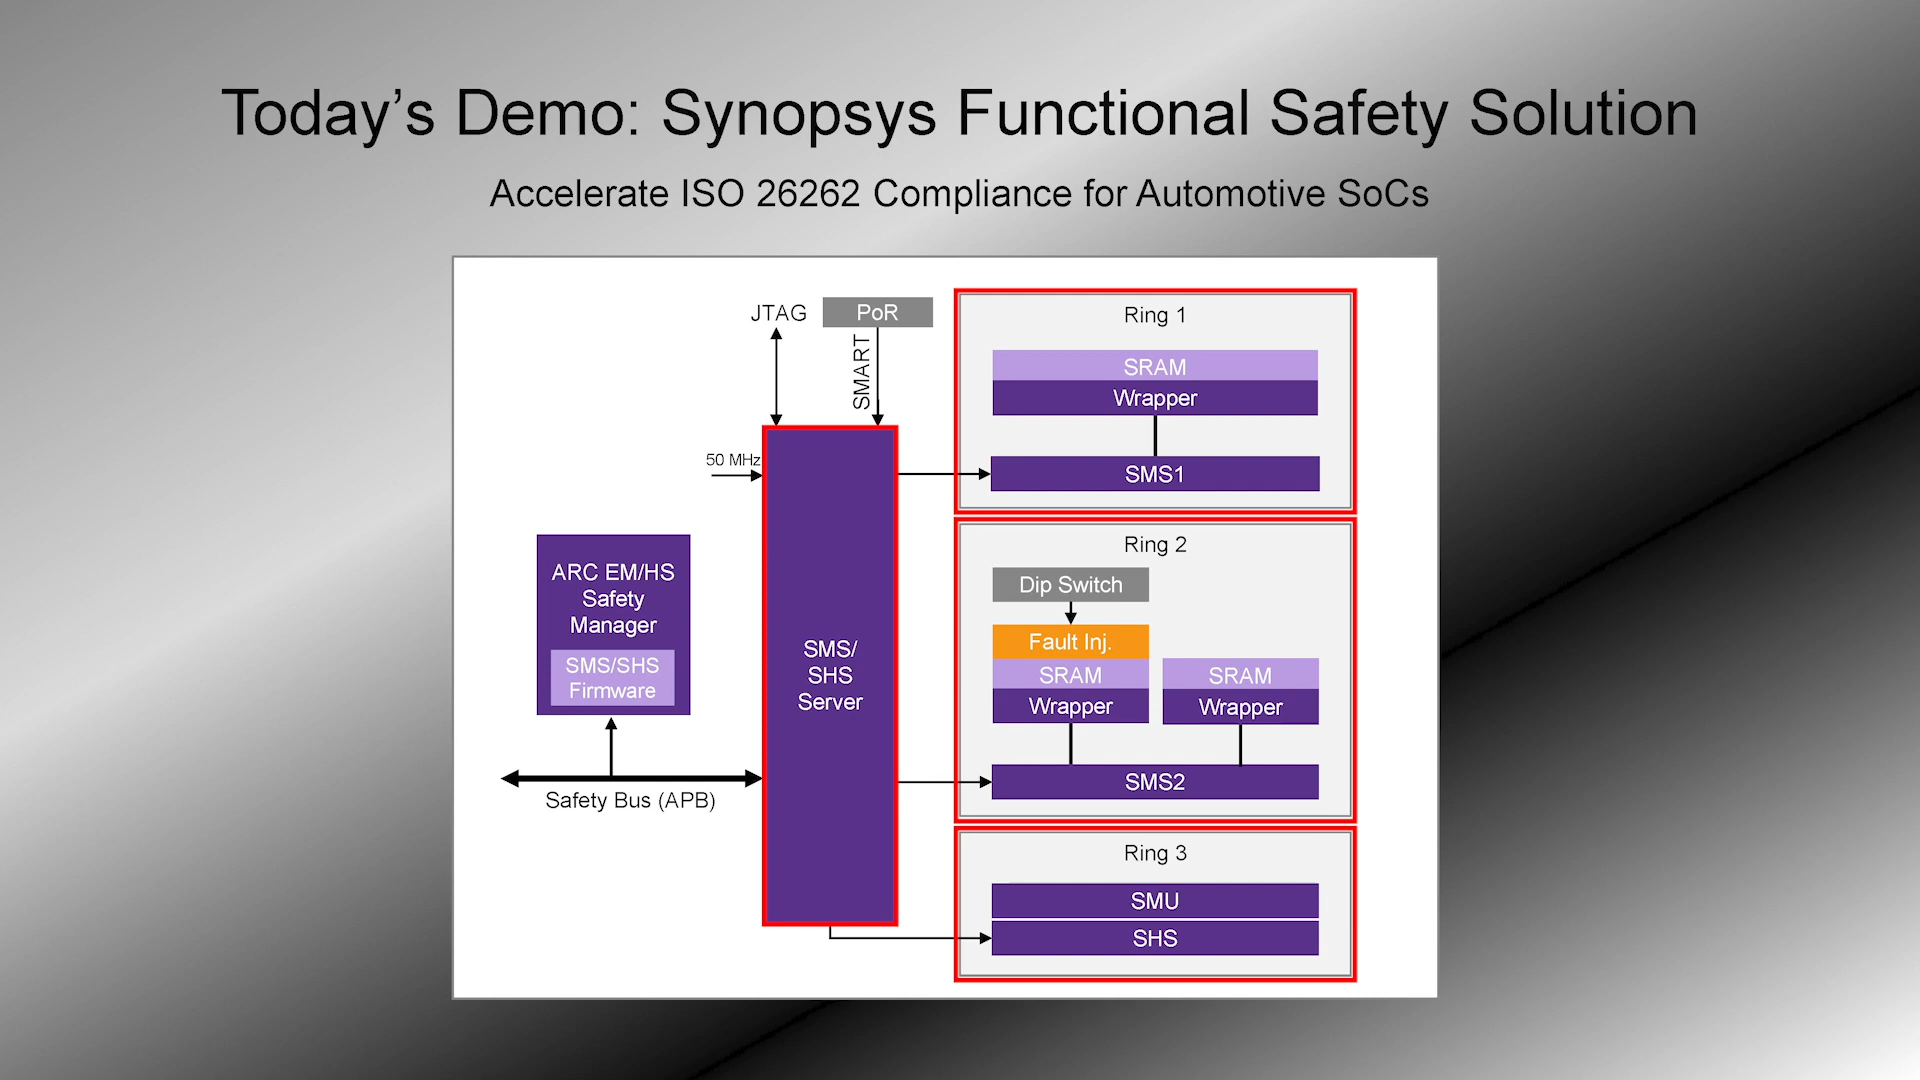 Today's Demo: Synopsys Functional Safety Solution
Accelerate ISO 26262 Compliance for Automotive SoCs
JTAG
PoR
SMART
50 MHz
ARC EM/HS
Safety
Manager
SMS/SHS
Firmware
Safety Bus (APB)
SMS/
SHS
Server
Ring 1
SRAM
Wrapper
SMS1
Ring 2
Dip Switch
Fault Inj.
SRAM
Wrapper
SRAM
Wrapper
SMS2
Ring 3
SMU
SHS